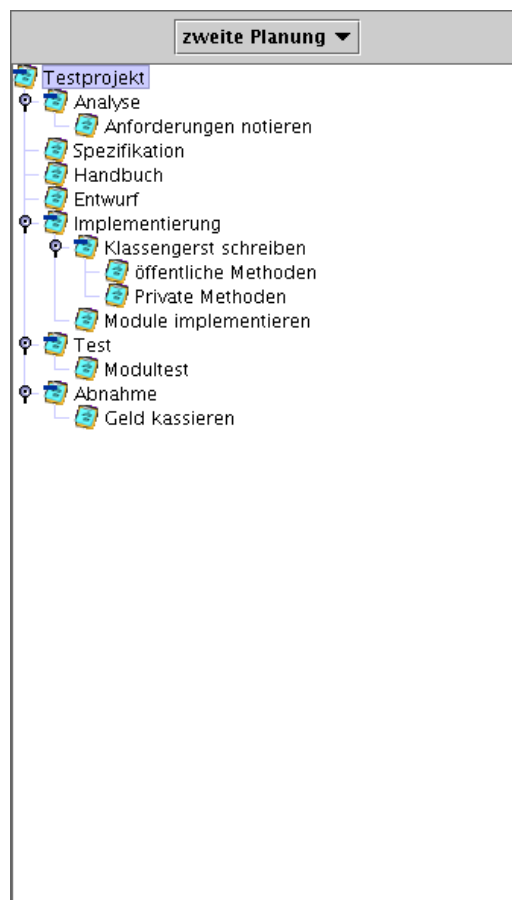 zweite Planung
Testprojekt
Analyse
Anforderungen notieren
Spezifikation
Handbuch
Entwurf
Implementierung
Klassengerst schreiben
öffentliche Methoden
Private Methoden
Module implementieren
Test
Modultest
Abnahme
Geld kassieren